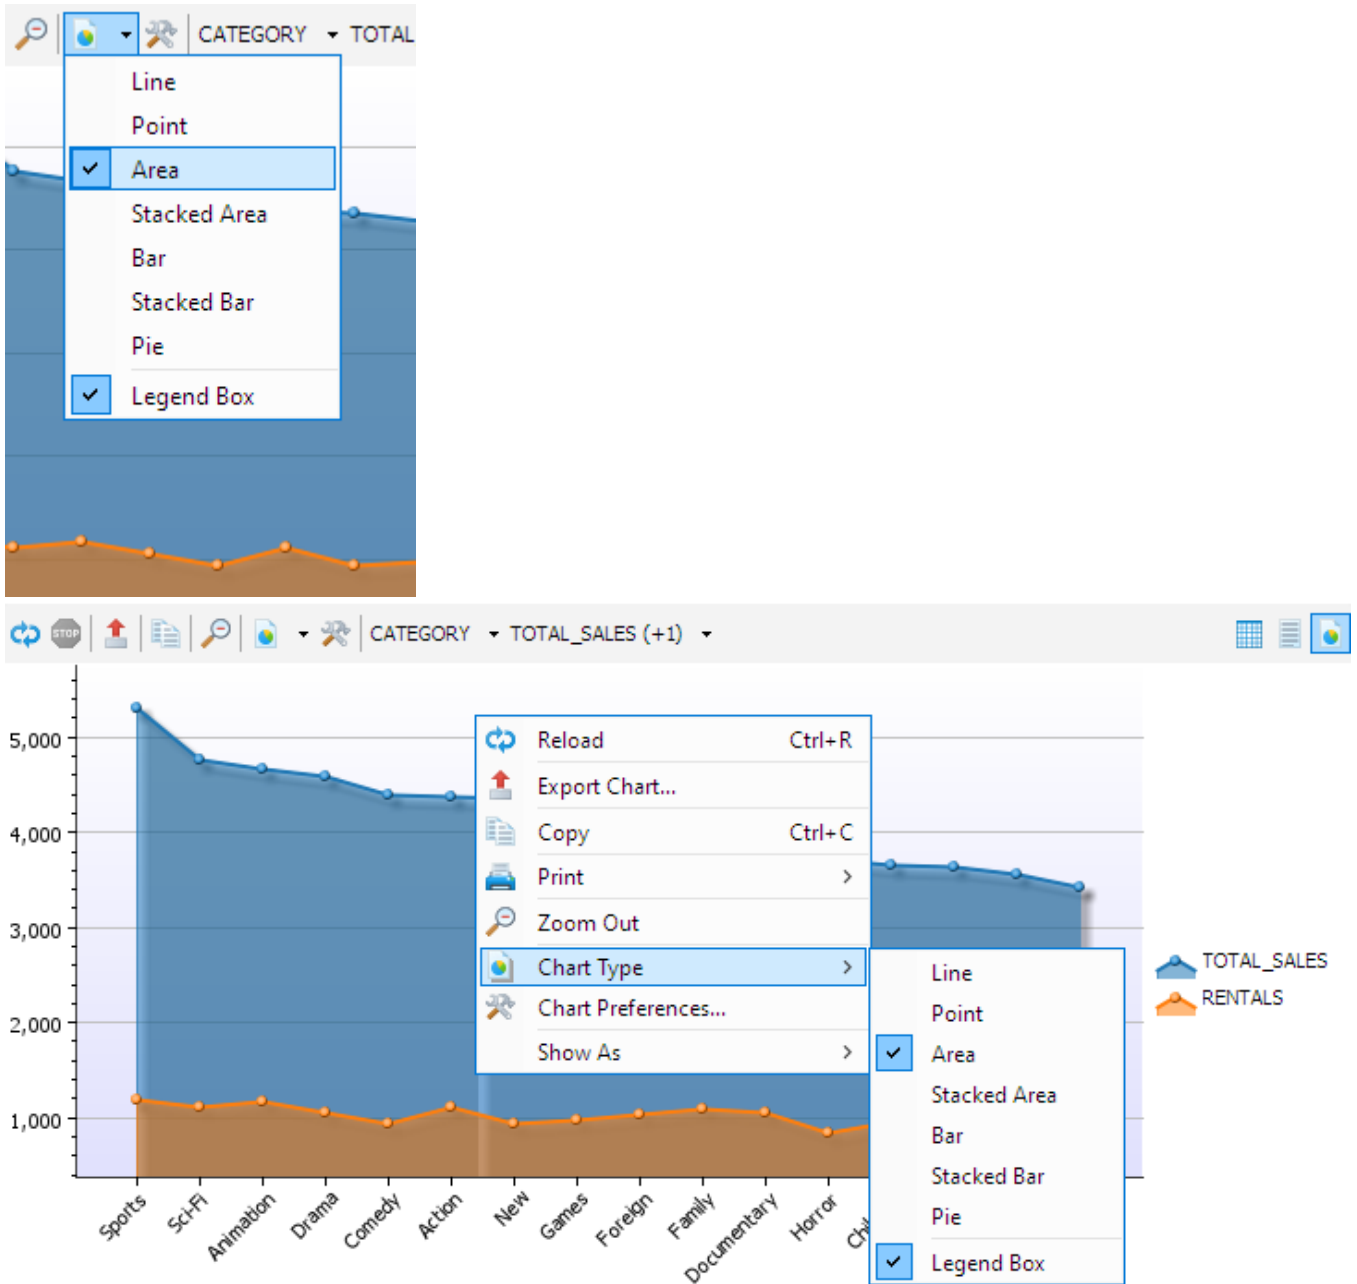 CATEGORY TOTAL
Line
Point
Area
Stacked Area
Bar
Stacked Bar
Pie
Legend Box
STOP CATEGORY TOTAL_SALES (+1)
5,000
4,000
3,000
2,000
1,000
Reload Ctrl+R
Export Chart...
Copy Ctrl+C
Print
Zoom Out
Chart Type
Chart Preferences...
Show As
Line
Point
Area
Stacked Area
Bar
Stacked Bar
Pie
Legend Box
TOTAL_SALES
RENTALS
Sports Sci-Fi Animation Drama Comedy Action New Games Foreign Family Documentary Horror